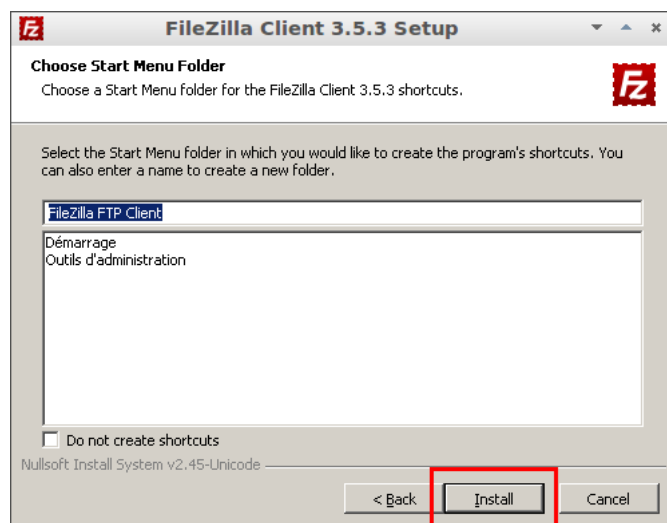 FileZilla Client 3.5.3 Setup
Choose Start Menu Folder
Choose a Start Menu folder for the FileZilla Client 3.5.3 shortcuts.
Fz
Select the Start Menu folder in which you would like to create the program's shortcuts. You
can also enter a name to create a new folder.
FileZilla FTP Client
Démarrage
Outils d'administration
Do not create shortcuts
Nullsoft Install System v2.45-Unicode
< Back Install Cancel